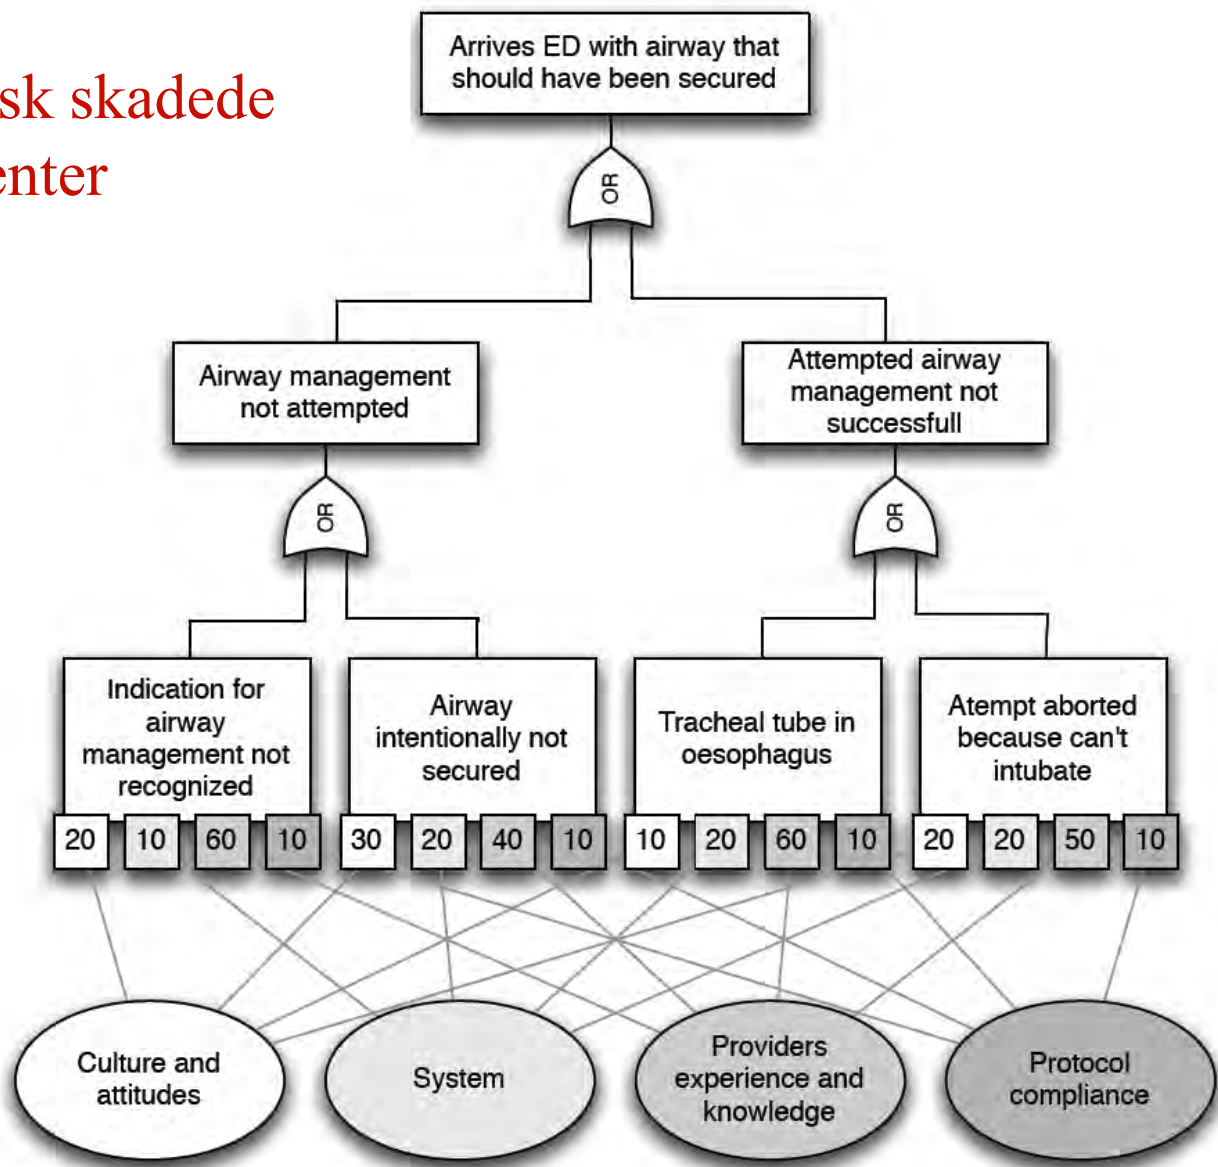 sk skadede
enter
Arrives ED with airway that
should have been secured
OR
Airway management
not attempted
Attempted airway
management not
successfull
OR
OR
Indication for
airway
management not
recognized
Airway
intentionally not
secured
Tracheal tube in
oesophagus
Atempt aborted
because can't
intubate
20 10 60 10 30 20 40 10 10 20 60 10 20 20 50 10
Culture and
attitudes
System
Providers
experience and
knowledge
Protocol
compliance